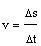 v = Δs/Δt